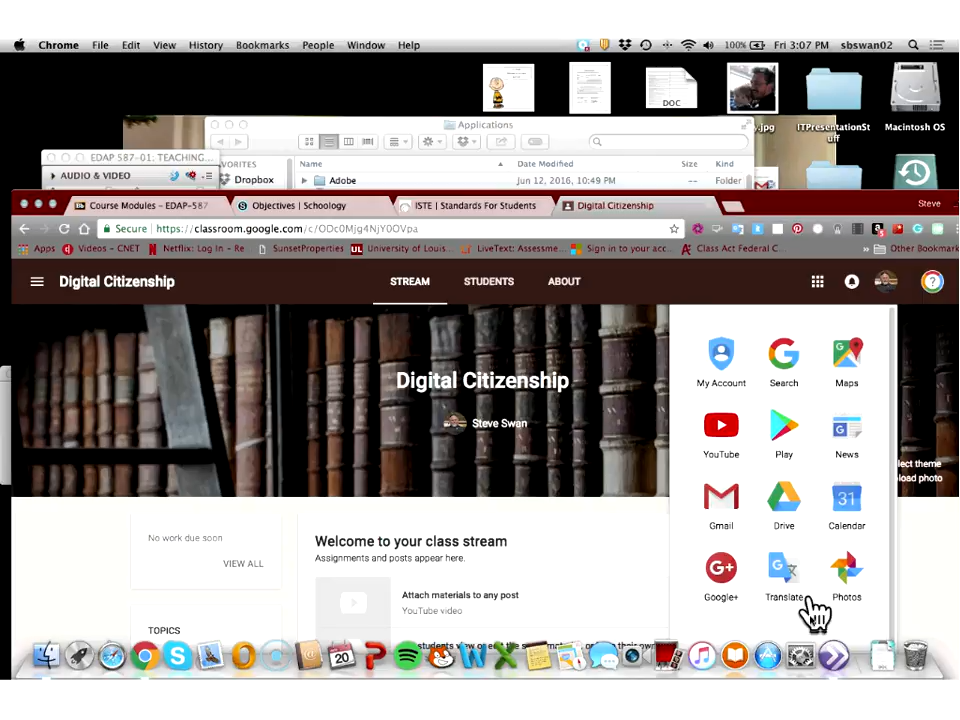 Chrome File Edit View History Bookmarks People Window Help 100% Fri 3:07 PM sbswan02
DOC
y.jpg ITPresentationSt uff Macintosh OS
Applications
EDAP 587-01: TEACHING...
AUDIO & VIDEO
AVORITES
Dropbox
Name Date Modified Size Kind
Adobe Jun 12, 2016, 10:49 PM -- Folder
Course Modules – EDAP-587 Objectives | Schoology ISTE | Standards For Students Digital Citizenship Steve
Secure https://classroom.google.com/c/ODc0Mjg4NjY0OVpa
Apps Videos - CNET Netflix: Log In - Re SunsetProperties University of Louis... LiveText: Assessme... Sign in to your acc... Class Act Federal C... » Other Bookmark
Digital Citizenship STREAM STUDENTS ABOUT
Digital Citizenship
Steve Swan
My Account Search Maps
YouTube Play News
lect theme
load photo
31
Gmail Drive Calendar
Google+ Translate Photos
No work due soon
VIEW ALL
TOPICS
Welcome to your class stream
Assignments and posts appear here.
Attach materials to any post
YouTube video
20